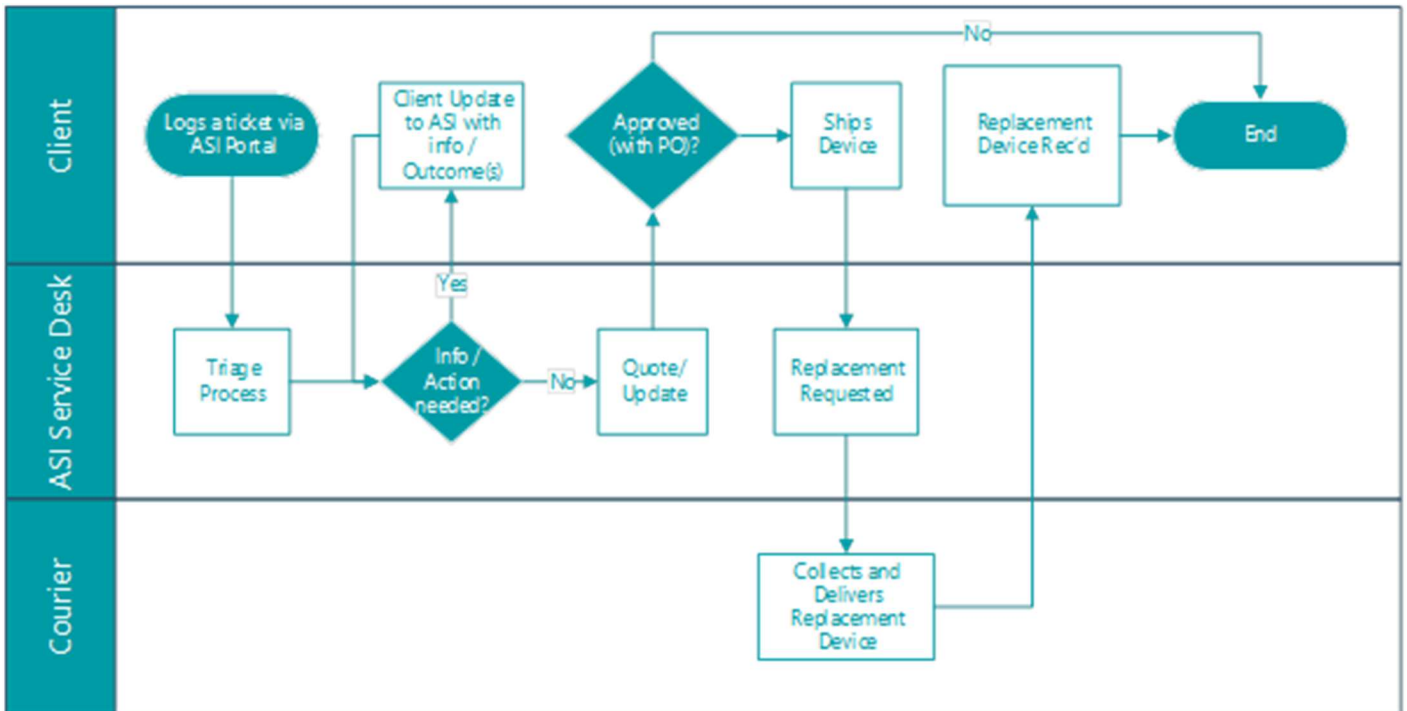 Client
Logs a ticket via
ASI Portal
Client Update
to ASI with
info /
Outcome(s)
Approved
(with PO)?
No
Ships
Device
Replacement
Device Rec'd
End
ASI Service Desk
Triage
Process
Yes
Info /
Action
needed?
No
Quote/
Update
Replacement
Requested
Courier
Collects and
Delivers
Replacement
Device